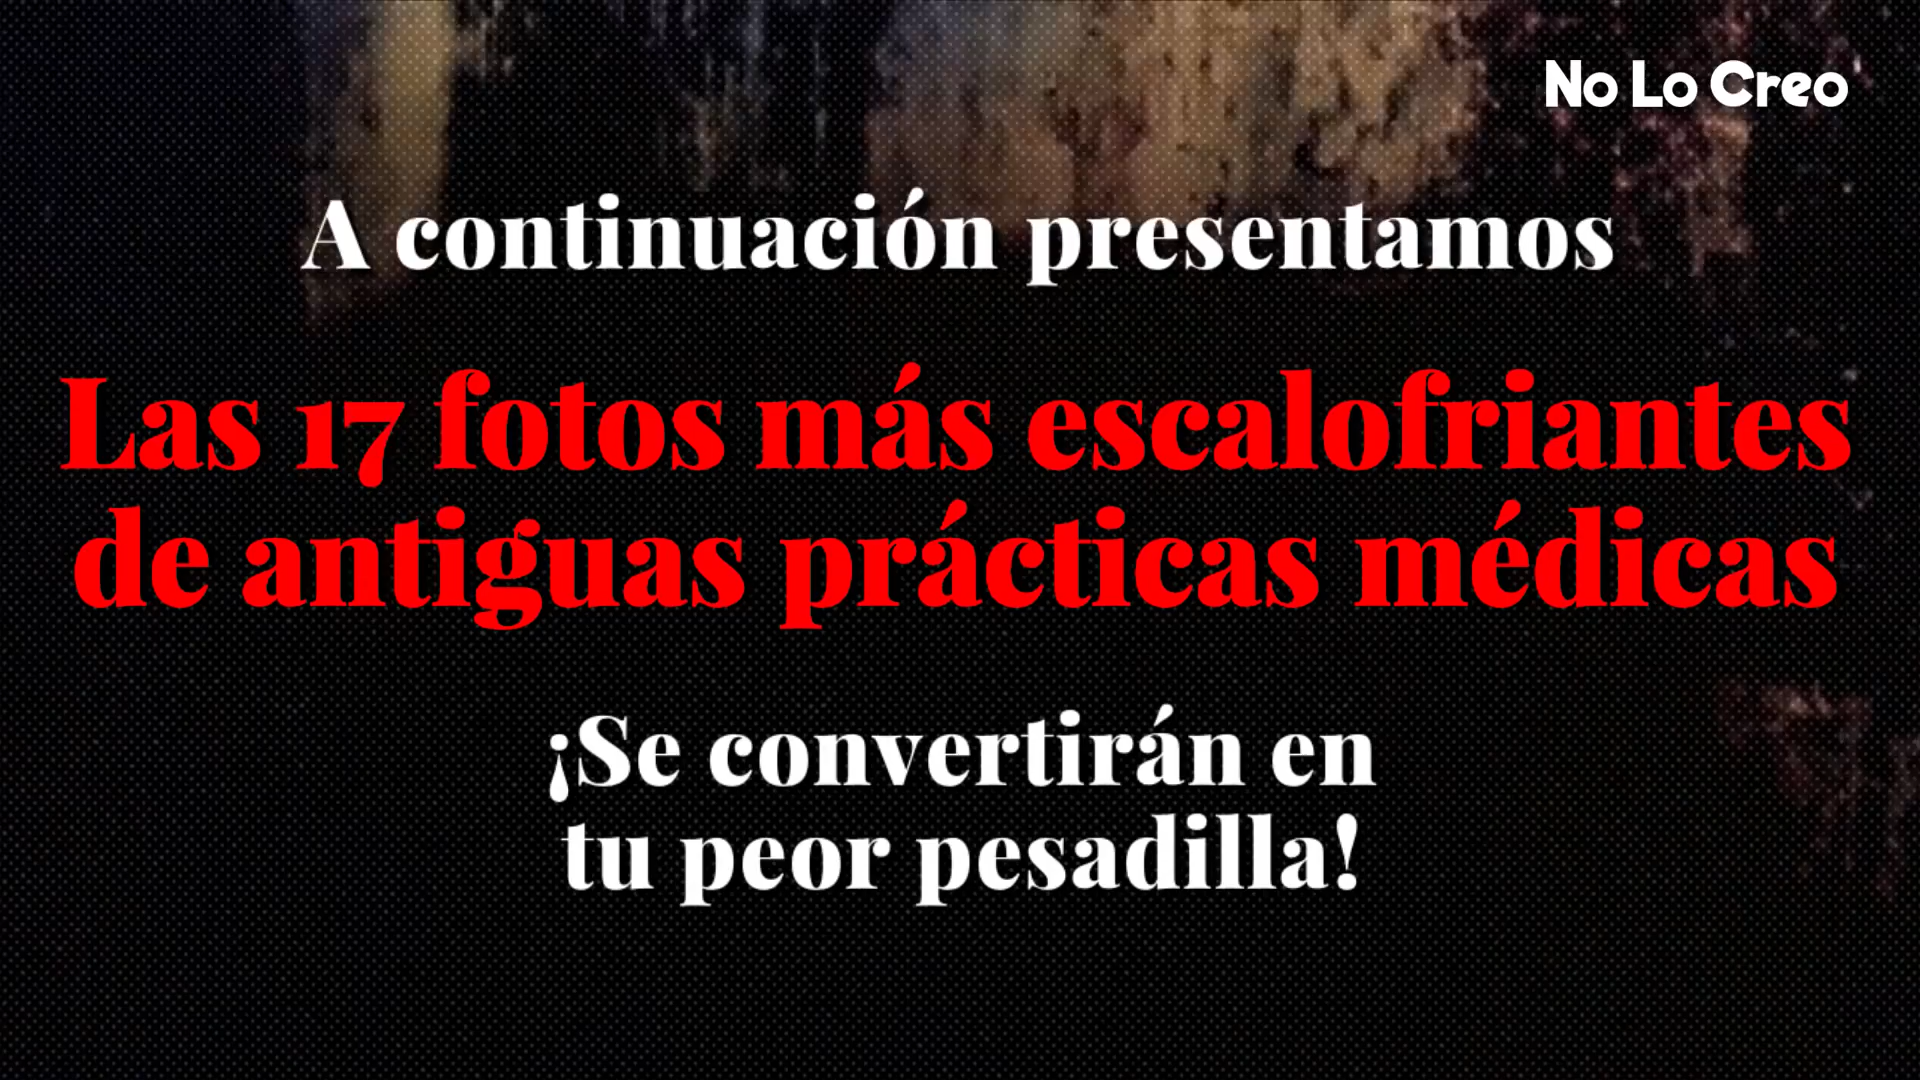 No Lo Creo
A continuación presentamos
Las 17 fotos más escalofriantes
de antiguas prácticas médicas
¡Se convertirán en
tu peor pesadilla!